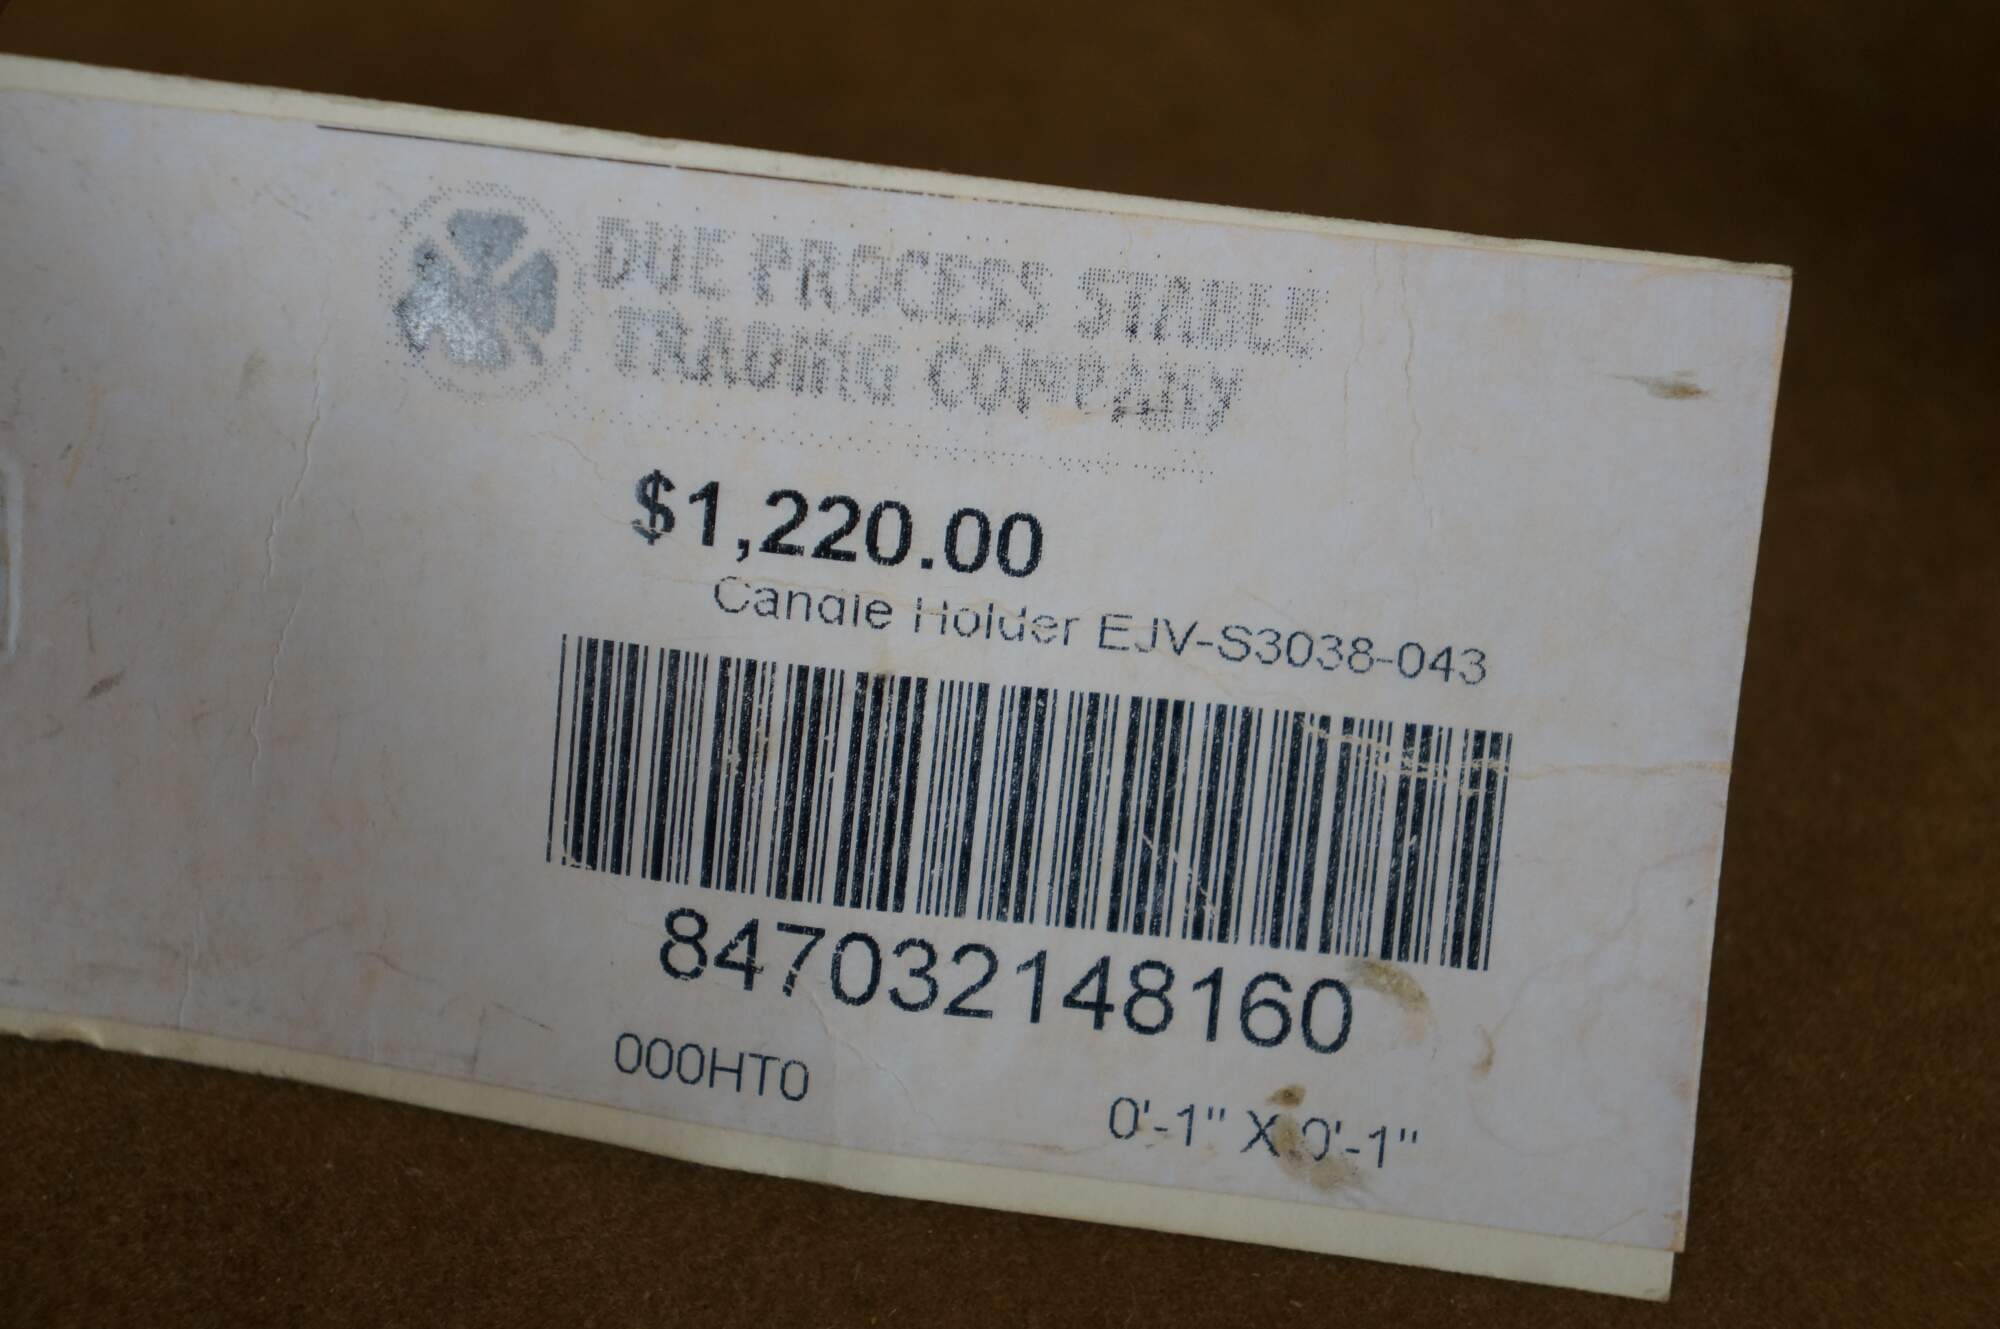 DUE PROCESS STABLE
TRADING COMPANY
$1,220.00
Candle Holder EJV-S3038-043
847032148160
000HT0
0'-1" X 0'-1"